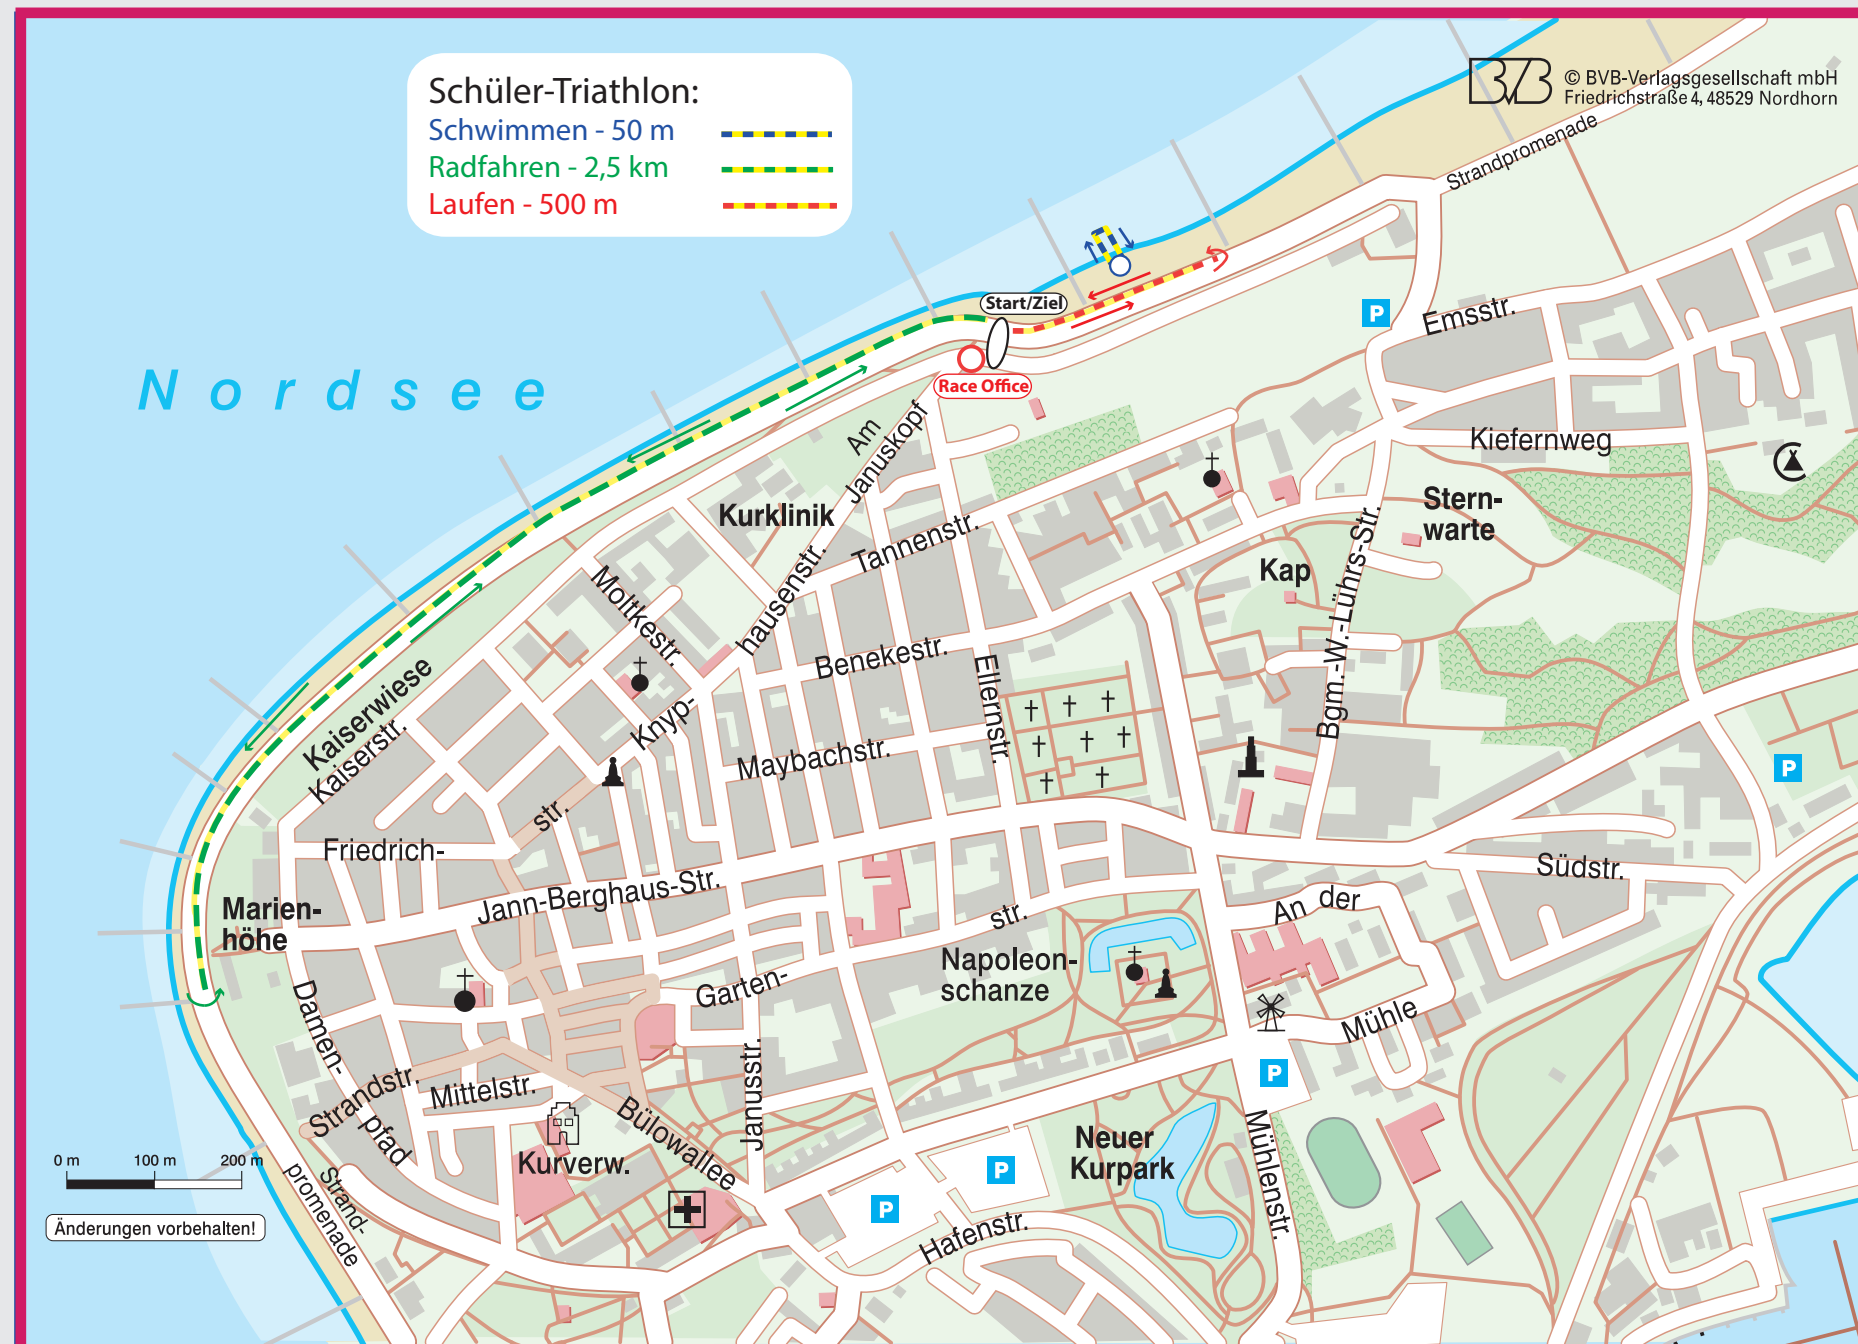 Schüler-Triathlon:
Schwimmen - 50 m
Radfahren - 2,5 km
Laufen - 500 m
BVB
© BVB-Verlagsgesellschaft mbH
Friedrichstraße 4, 48529 Nordhorn
Strandpromenade
Start/Ziel
Race Office
Nordsee
Emsstr.
Kiefernweg
Am
Januskopf
Kurklinik
Stern-
warte
Tannenstr.
Kap
Moltkestr.
hausenstr.
Knyp-
Benekestr.
Ellernstr.
Bgm.-W.-Lührs-Str.
Kaiserwiese
Kaiserstr.
Maybachstr.
str.
Friedrich-
Jann-Berghaus-Str.
Südstr.
Marien-
höhe
An der
Mühle
str.
Garten-
Napoleon-
schanze
Damen-
pfad
Strandstr.
Mittelstr.
Bülowallee
Janusstr.
Kurverw.
Neuer
Kurpark
Mühlenstr.
Hafenstr.
Strand-
promenade
P
P
P
P
P
0 m 100 m 200 m
Änderungen vorbehalten!